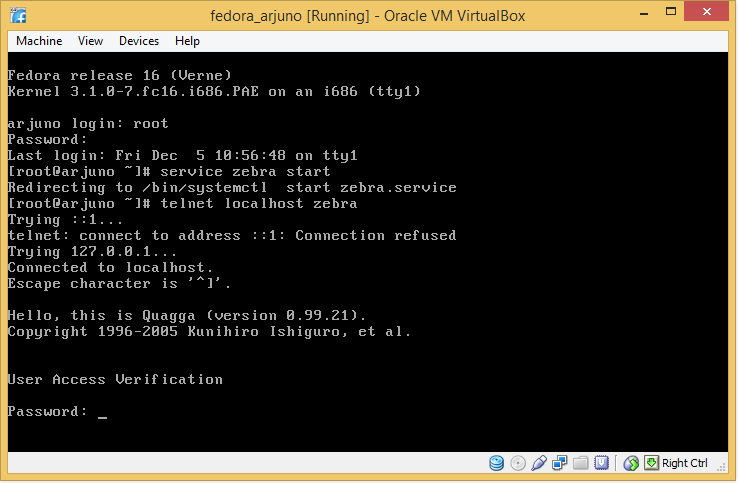 fedora_arjuno [Running] - Oracle VM VirtualBox
Machine View Devices Help
Fedora release 16 (Verne)
Kernel 3.1.0-7.fc16.i686.PAE on an i686 (tty1)
arjuno login: root
Password:
Last login: Fri Dec  5 10:56:48 on tty1
[root@arjuno ~]# service zebra start
Redirecting to /bin/systemctl  start zebra.service
[root@arjuno ~]# telnet localhost zebra
Trying ::1...
telnet: connect to address ::1: Connection refused
Trying 127.0.0.1...
Connected to localhost.
Escape character is '^]'.
Hello, this is Quagga (version 0.99.21).
Copyright 1996-2005 Kunihiro Ishiguro, et al.
User Access Verification
Password: _
Right Ctrl